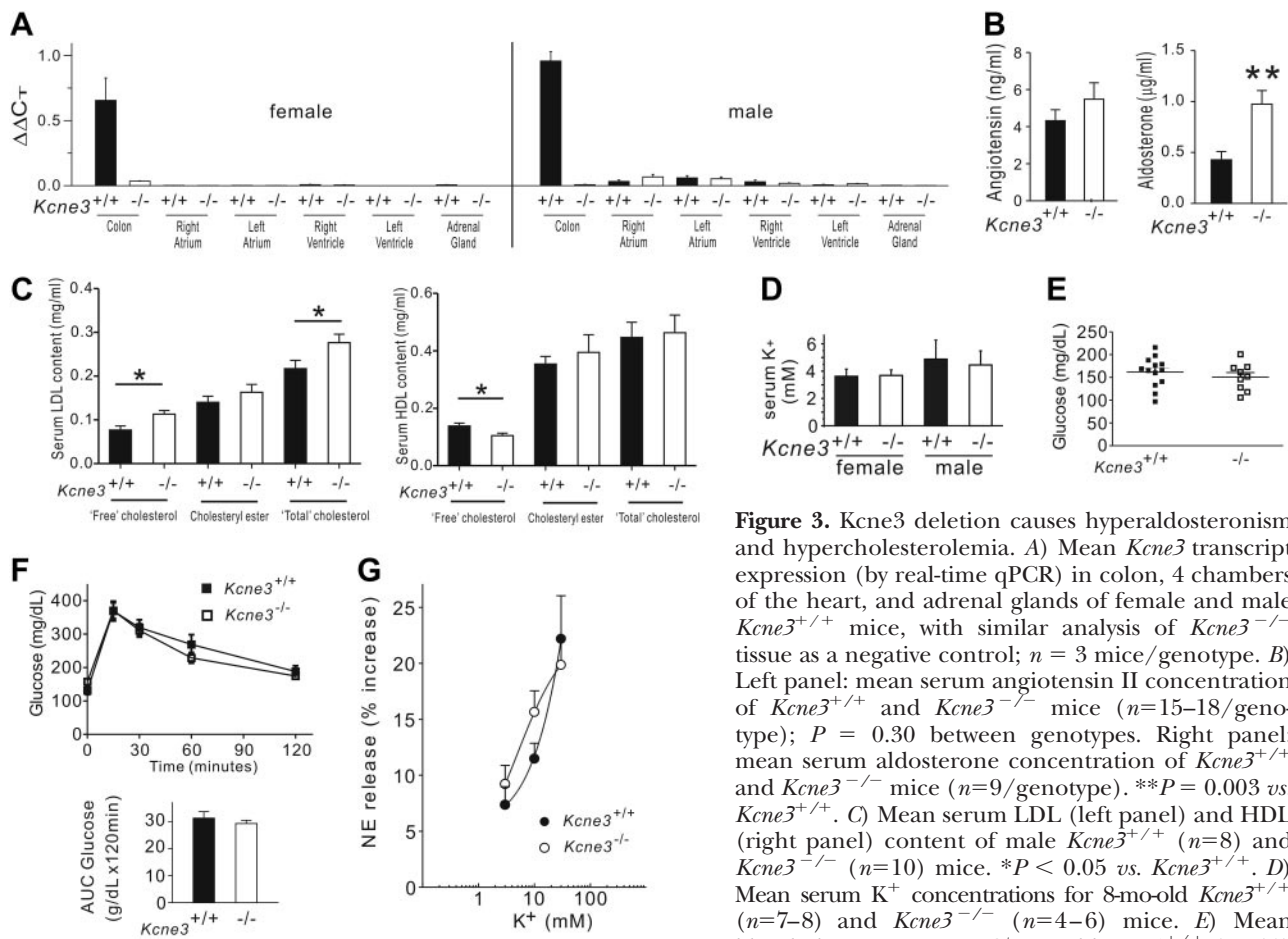 A
ΔΔCT
1.0
0.5
0.0
female
male
Kcne3 +/+ -/- +/+ -/- +/+ -/- +/+ -/- +/+ -/- +/+ -/- +/+ -/- +/+ -/- +/+ -/- +/+ -/- +/+ -/- +/+ -/-
Colon Right Atrium Left Atrium Right Ventricle Left Ventricle Adrenal Gland Colon Right Atrium Left Atrium Right Ventricle Left Ventricle Adrenal Gland
B
Angiotensin (ng/ml)
8
6
4
2
0
Kcne3 +/+ -/-
Aldosterone (µg/ml)
1.5
1.0
0.5
0.0
**
Kcne3 +/+ -/-
C
Serum LDL content (mg/ml)
0.4
0.3
0.2
0.1
0.0
*
*
Kcne3 +/+ -/- +/+ -/- +/+ -/-
'Free' cholesterol Cholesteryl ester 'Total' cholesterol
Serum HDL content (mg/ml)
0.6
0.4
0.2
0.0
*
Kcne3 +/+ -/- +/+ -/- +/+ -/-
'Free' cholesterol Cholesteryl ester 'Total' cholesterol
D
serum K+
(mM)
6
4
2
0
Kcne3 +/+ -/- +/+ -/-
female male
E
Glucose (mg/dL)
250
200
150
100
50
0
Kcne3+/+ -/-
F
Glucose (mg/dL)
400
300
200
100
0
Kcne3+/+
Kcne3-/-
0 30 60 90 120
Time (minutes)
AUC Glucose
(g/dL x120min)
30
20
10
0
Kcne3 +/+ -/-
G
NE release (% increase)
25
20
15
10
5
Kcne3+/+
Kcne3-/-
1 10 100
K+ (mM)
Figure 3. Kcne3 deletion causes hyperaldosteronism
and hypercholesterolemia. A) Mean Kcne3 transcript
expression (by real-time qPCR) in colon, 4 chambers
of the heart, and adrenal glands of female and male
Kcne3+/+ mice, with similar analysis of Kcne3−/−
tissue as a negative control; n = 3 mice/genotype. B)
Left panel: mean serum angiotensin II concentration
of Kcne3+/+ and Kcne3−/− mice (n=15–18/geno-
type); P = 0.30 between genotypes. Right panel:
mean serum aldosterone concentration of Kcne3+/+
and Kcne3−/− mice (n=9/genotype). **P = 0.003 vs.
Kcne3+/+. C) Mean serum LDL (left panel) and HDL
(right panel) content of male Kcne3+/+ (n=8) and
Kcne3−/− (n=10) mice. *P < 0.05 vs. Kcne3+/+. D)
Mean serum K+ concentrations for 8-mo-old Kcne3+/+
(n=7–8) and Kcne3−/− (n=4–6) mice. E) Mean